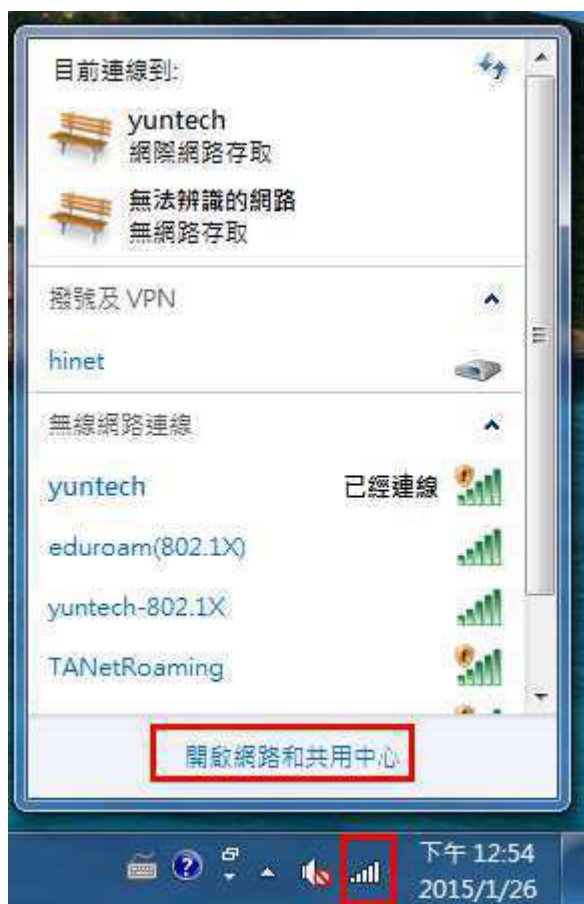 目前連線到:
yuntech
網際網路存取
無法辨識的網路
無網路存取
撥號及 VPN
hinet
無線網路連線
yuntech 已經連線
eduroam(802.1X)
yuntech-802.1X
TANetRoaming
開啟網路和共用中心
下午 12:54
2015/1/26